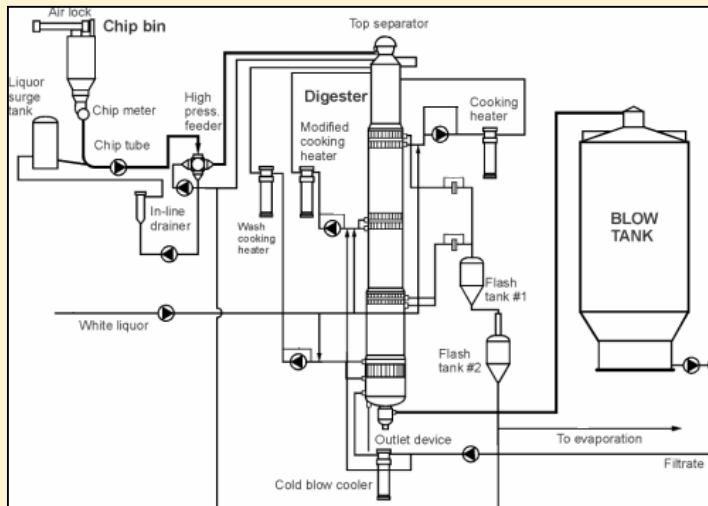 Air lock
Chip bin
Top separator
Liquor
surge
tank
Chip meter
High
press.
feeder
Digester
Cooking
heater
Modified
cooking
heater
Chip tube
In-line
drainer
Wash
cooking
heater
BLOW
TANK
Flash
tank #1
White liquor
Flash
tank #2
Outlet device
To evaporation
Filtrate
Cold blow cooler